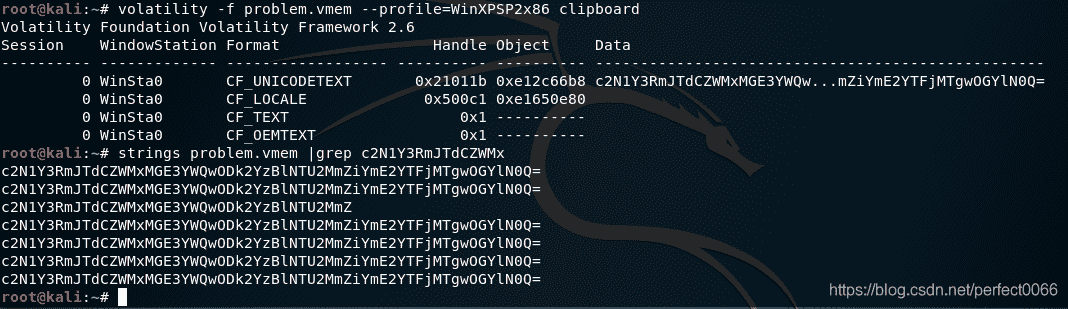 root@kali:~# volatility -f problem.vmem --profile=WinXPSP2x86 clipboard
Volatility Foundation Volatility Framework 2.6
Session    WindowStation Format                 Handle Object     Data
---------- ------------- ------------------ ---------- ---------- --------------------------------------------------
         0 WinSta0       CF_UNICODETEXT       0x21011b 0xe12c66b8 c2N1Y3RmJTdCZWMxMGE3YWQw...mZiYmE2YTFjMTgwOGYlN0Q=
         0 WinSta0       CF_LOCALE             0x500c1 0xe1650e80
         0 WinSta0       CF_TEXT                   0x1 ----------
         0 WinSta0       CF_OEMTEXT                0x1 ----------
root@kali:~# strings problem.vmem |grep c2N1Y3RmJTdCZWMx
c2N1Y3RmJTdCZWMxMGE3YWQwODk2YzBlNTU2MmZiYmE2YTFjMTgwOGYlN0Q=
c2N1Y3RmJTdCZWMxMGE3YWQwODk2YzBlNTU2MmZiYmE2YTFjMTgwOGYlN0Q=
c2N1Y3RmJTdCZWMxMGE3YWQwODk2YzBlNTU2MmZ
c2N1Y3RmJTdCZWMxMGE3YWQwODk2YzBlNTU2MmZiYmE2YTFjMTgwOGYlN0Q=
c2N1Y3RmJTdCZWMxMGE3YWQwODk2YzBlNTU2MmZiYmE2YTFjMTgwOGYlN0Q=
c2N1Y3RmJTdCZWMxMGE3YWQwODk2YzBlNTU2MmZiYmE2YTFjMTgwOGYlN0Q=
c2N1Y3RmJTdCZWMxMGE3YWQwODk2YzBlNTU2MmZiYmE2YTFjMTgwOGYlN0Q=
root@kali:~#
https://blog.csdn.net/perfect0066